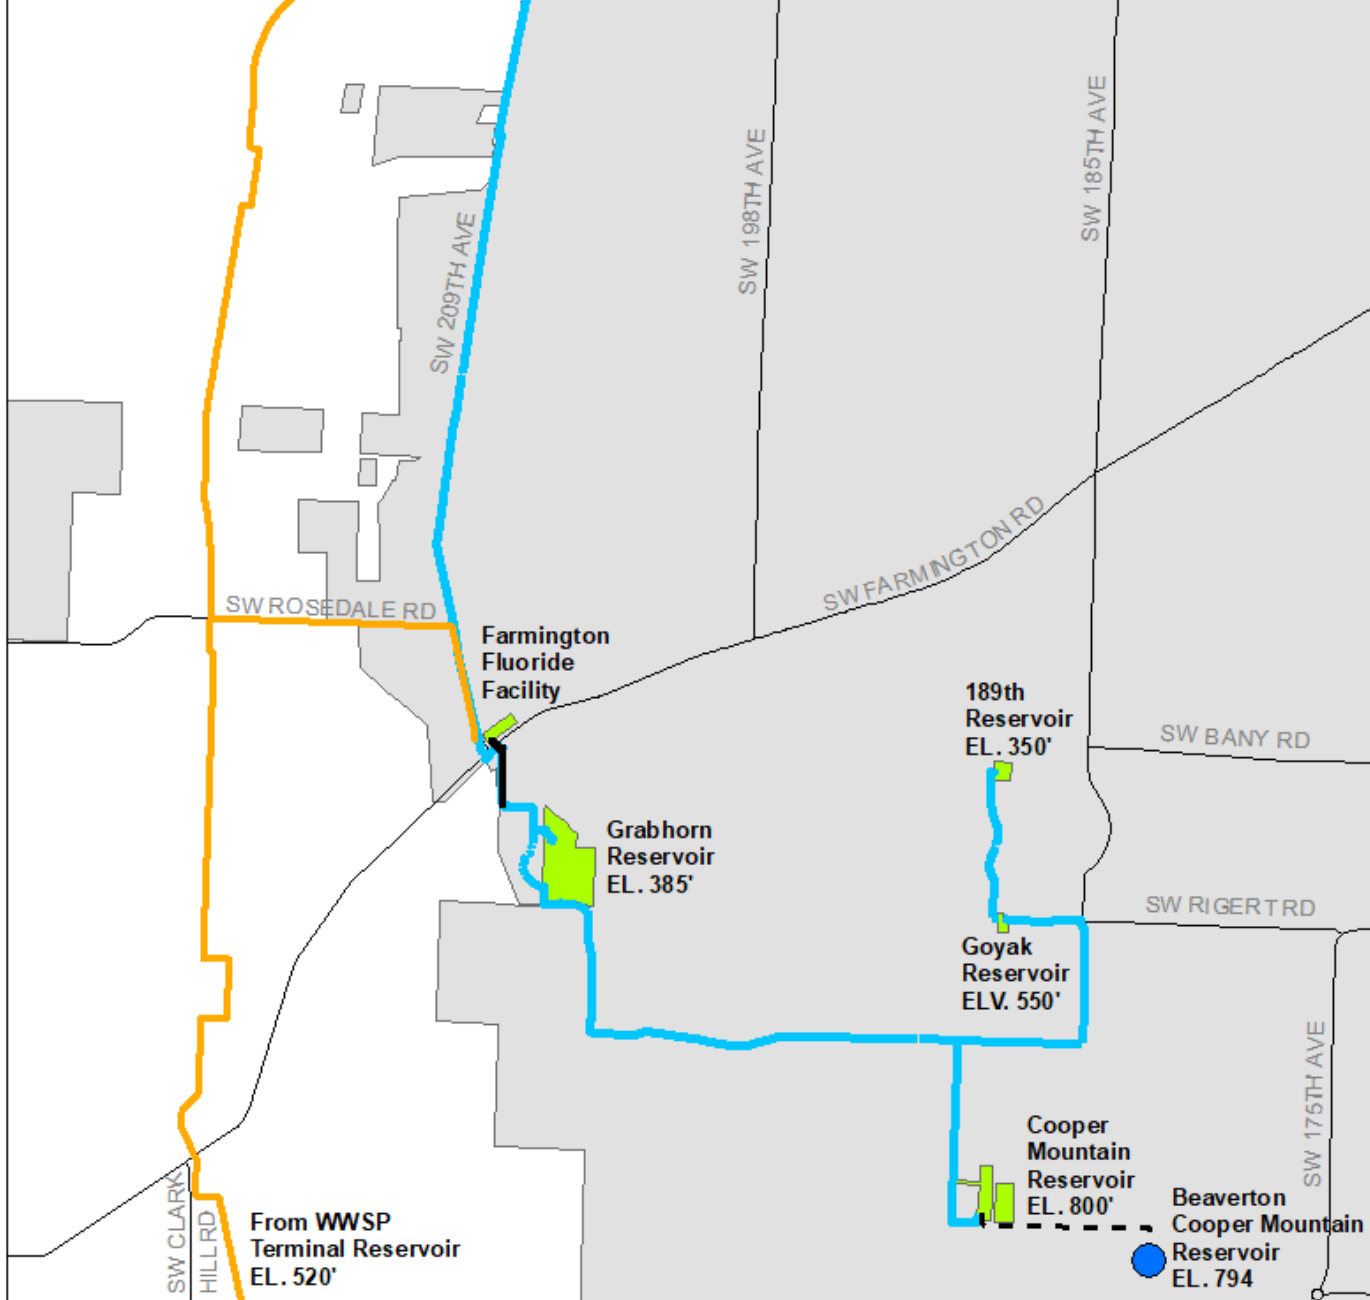 SW 209TH AVE
SW 198TH AVE
SW 185TH AVE
SW FARMINGTON RD
SW ROSEDALE RD
Farmington
Fluoride
Facility
189th
Reservoir
EL. 350'
SW BANY RD
Grabhorn
Reservoir
EL. 385'
SW RIGERT RD
Goyak
Reservoir
ELV. 550'
SW 175TH AVE
Cooper
Mountain
Reservoir
EL. 800'
Beaverton
Cooper Mountain
Reservoir
EL. 794
SW CLARK
HILL RD
From WWSP
Terminal Reservoir
EL. 520'